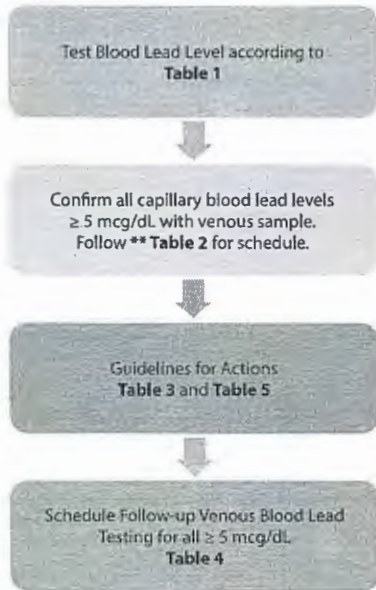 Test Blood Lead Level according to
Table 1
Confirm all capillary blood lead levels
≥ 5 mcg/dL with venous sample.
Follow ** Table 2 for schedule.
Guidelines for Actions
Table 3 and Table 5
Schedule Follow-up Venous Blood Lead
Testing for all ≥ 5 mcg/dL
Table 4